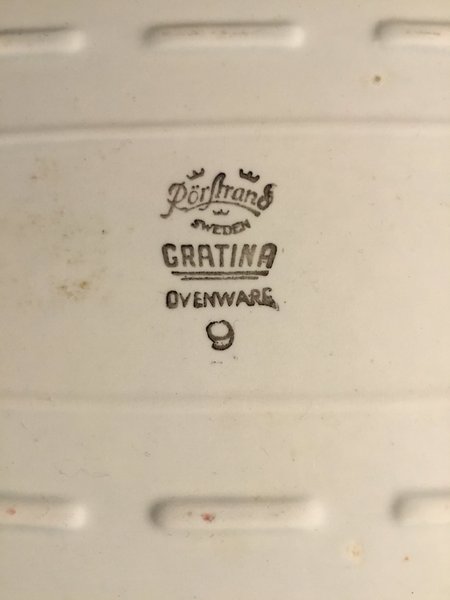 Rörstrand
SWEDEN
GRATINA
OVENWARE
9